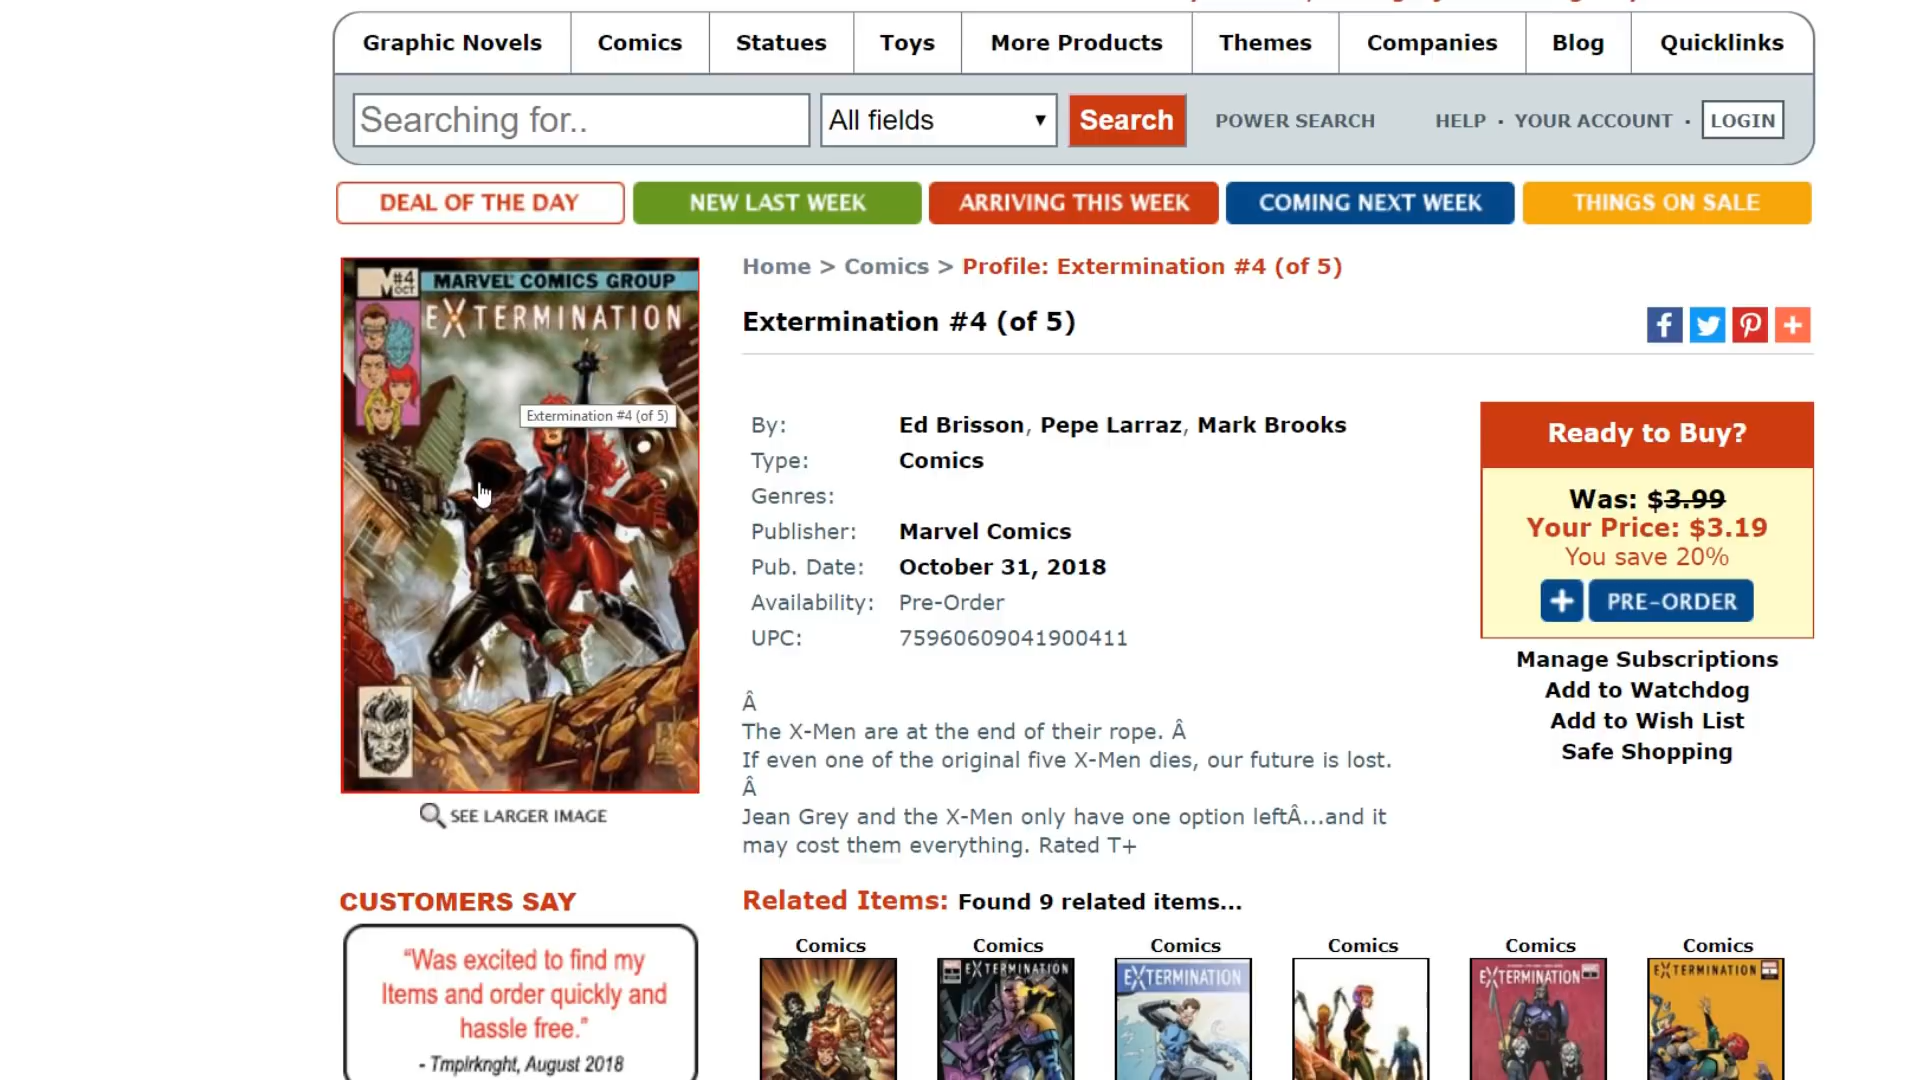 Graphic Novels
Comics
Statues
Toys
More Products
Themes
Companies
Blog
Quicklinks
Searching for..
All fields
Search
POWER SEARCH
HELP · YOUR ACCOUNT ·
LOGIN
DEAL OF THE DAY
NEW LAST WEEK
ARRIVING THIS WEEK
COMING NEXT WEEK
THINGS ON SALE
#4
OCT
MARVEL COMICS GROUP
EXTERMINATION
Extermination #4 (of 5)
SEE LARGER IMAGE
Home > Comics > Profile: Extermination #4 (of 5)
Extermination #4 (of 5)
By: Ed Brisson, Pepe Larraz, Mark Brooks
Type: Comics
Genres:
Publisher: Marvel Comics
Pub. Date: October 31, 2018
Availability: Pre-Order
UPC: 75960609041900411
Â
The X-Men are at the end of their rope. Â
If even one of the original five X-Men dies, our future is lost.
Â
Jean Grey and the X-Men only have one option leftÂ...and it
may cost them everything. Rated T+
Ready to Buy?
Was: $3.99
Your Price: $3.19
You save 20%
+ PRE-ORDER
Manage Subscriptions
Add to Watchdog
Add to Wish List
Safe Shopping
CUSTOMERS SAY
“Was excited to find my
Items and order quickly and
hassle free.”
- Tmplrknght, August 2018
Related Items: Found 9 related items...
Comics
Comics
Comics
Comics
Comics
Comics
EXTERMINATION
EXTERMINATION
EXTERMINATION
EXTERMINATION